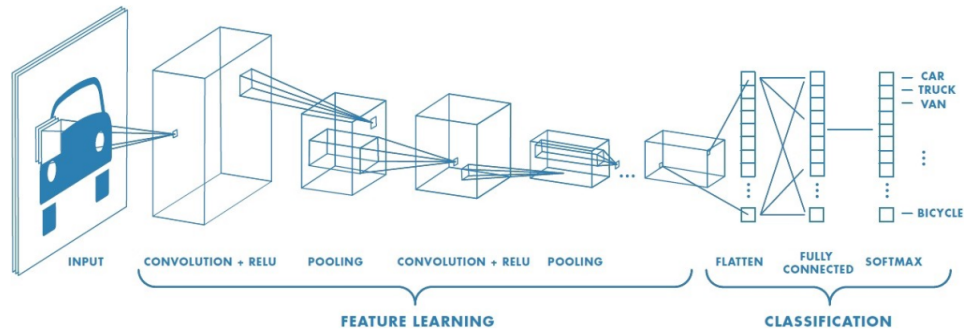 CAR
TRUCK
VAN
BICYCLE
INPUT
CONVOLUTION + RELU
POOLING
CONVOLUTION + RELU
POOLING
FLATTEN
FULLY
CONNECTED
SOFTMAX
FEATURE LEARNING
CLASSIFICATION